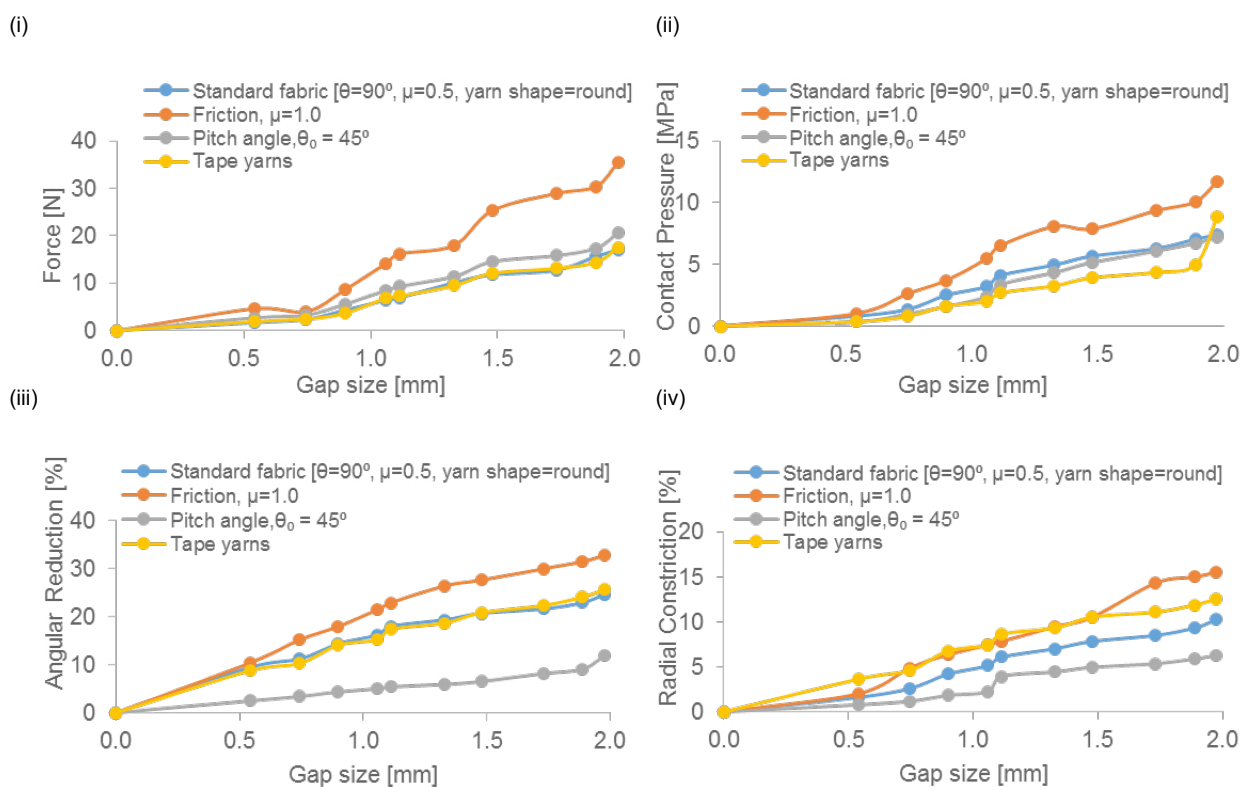 (i)
Standard fabric [θ=90º, μ=0.5, yarn shape=round]
Friction, μ=1.0
Pitch angle,θ₀ = 45º
Tape yarns
Force [N]
40
30
20
10
0
0.0 0.5 1.0 1.5 2.0
Gap size [mm]
(ii)
Standard fabric [θ=90º, μ=0.5, yarn shape=round]
Friction, μ=1.0
Pitch angle,θ₀ = 45º
Tape yarns
Contact Pressure [MPa]
15
10
5
0
0.0 0.5 1.0 1.5 2.0
Gap size [mm]
(iii)
Standard fabric [θ=90º, μ=0.5, yarn shape=round]
Friction, μ=1.0
Pitch angle,θ₀ = 45º
Tape yarns
Angular Reduction [%]
40
30
20
10
0
0.0 0.5 1.0 1.5 2.0
Gap size [mm]
(iv)
Standard fabric [θ=90º, μ=0.5, yarn shape=round]
Friction, μ=1.0
Pitch angle,θ₀ = 45º
Tape yarns
Radial Constriction [%]
20
15
10
5
0
0.0 0.5 1.0 1.5 2.0
Gap size [mm]